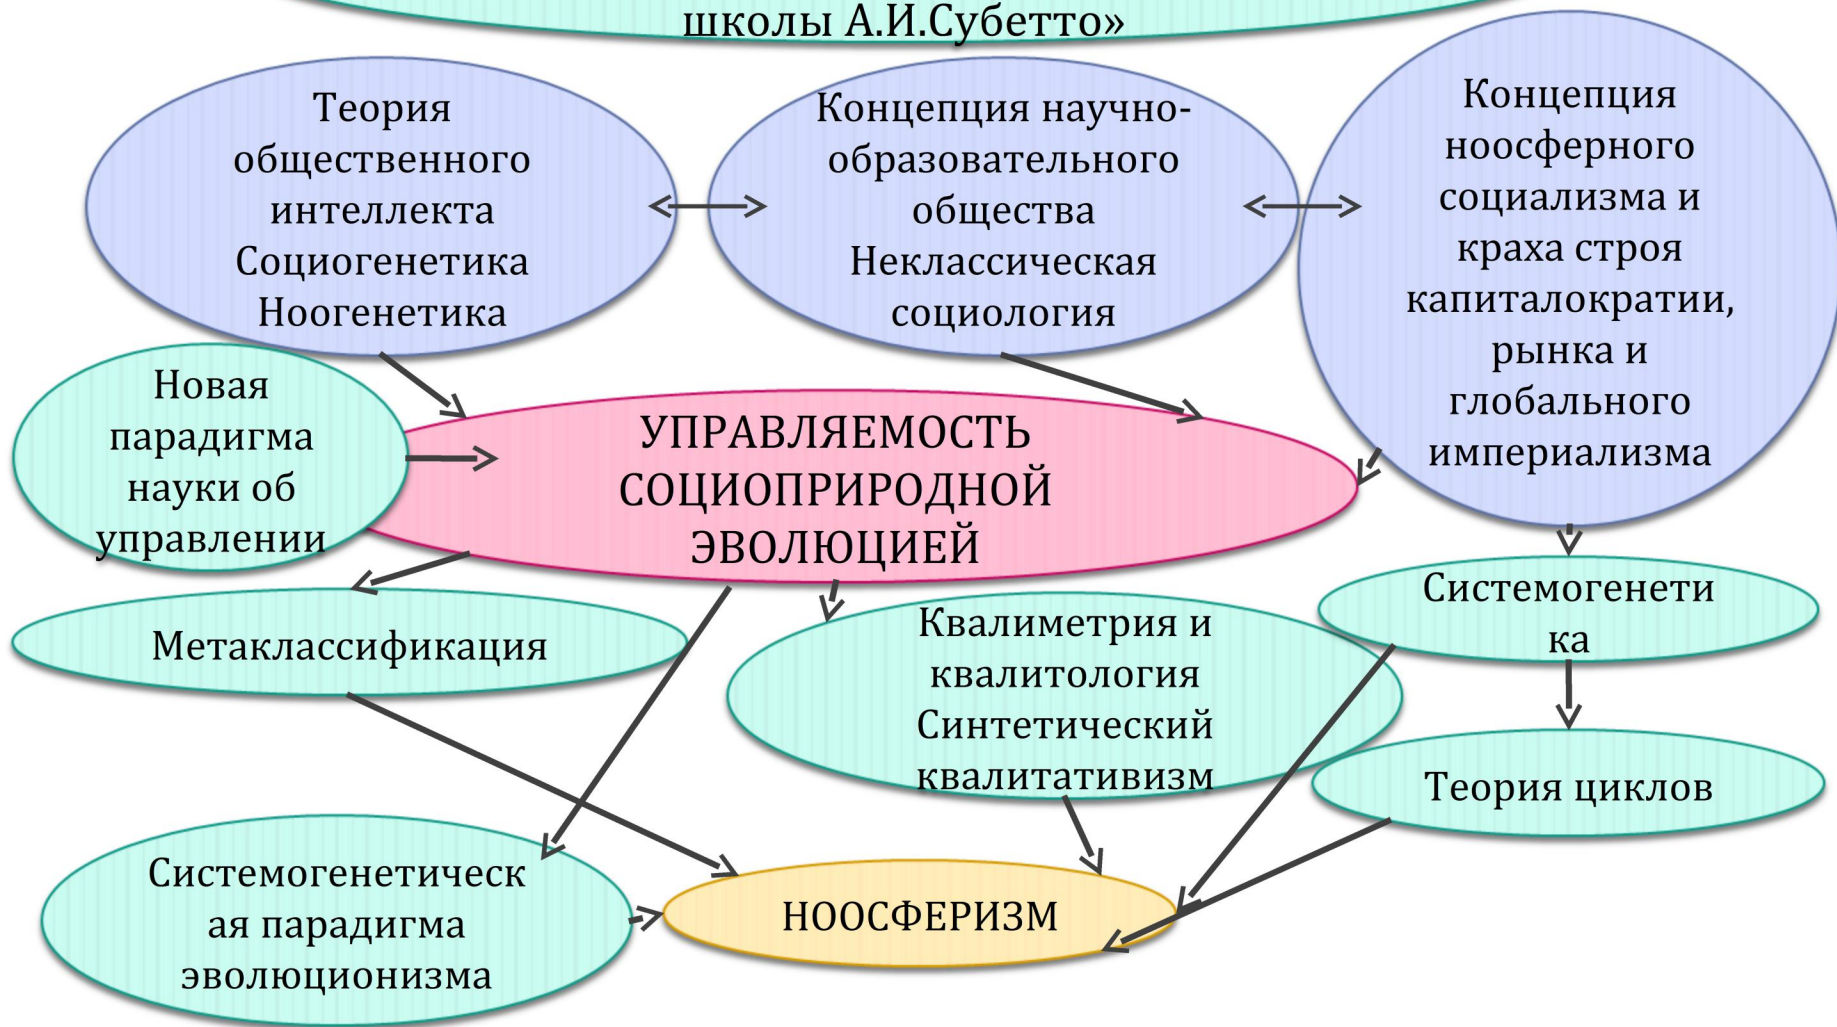 школы А.И.Субетто»
Теория
общественного
интеллекта
Социогенетика
Ноогенетика
Концепция научно-
образовательного
общества
Неклассическая
социология
Концепция
ноосферного
социализма и
краха строя
капиталократии,
рынка и
глобального
империализма
Новая
парадигма
науки об
управлении
УПРАВЛЯЕМОСТЬ
СОЦИОПРИРОДНОЙ
ЭВОЛЮЦИЕЙ
Метаклассификация
Квалиметрия и
квалитология
Синтетический
квалитативизм
Системогенети
ка
Теория циклов
Системогенетическ
ая парадигма
эволюционизма
НООСФЕРИЗМ